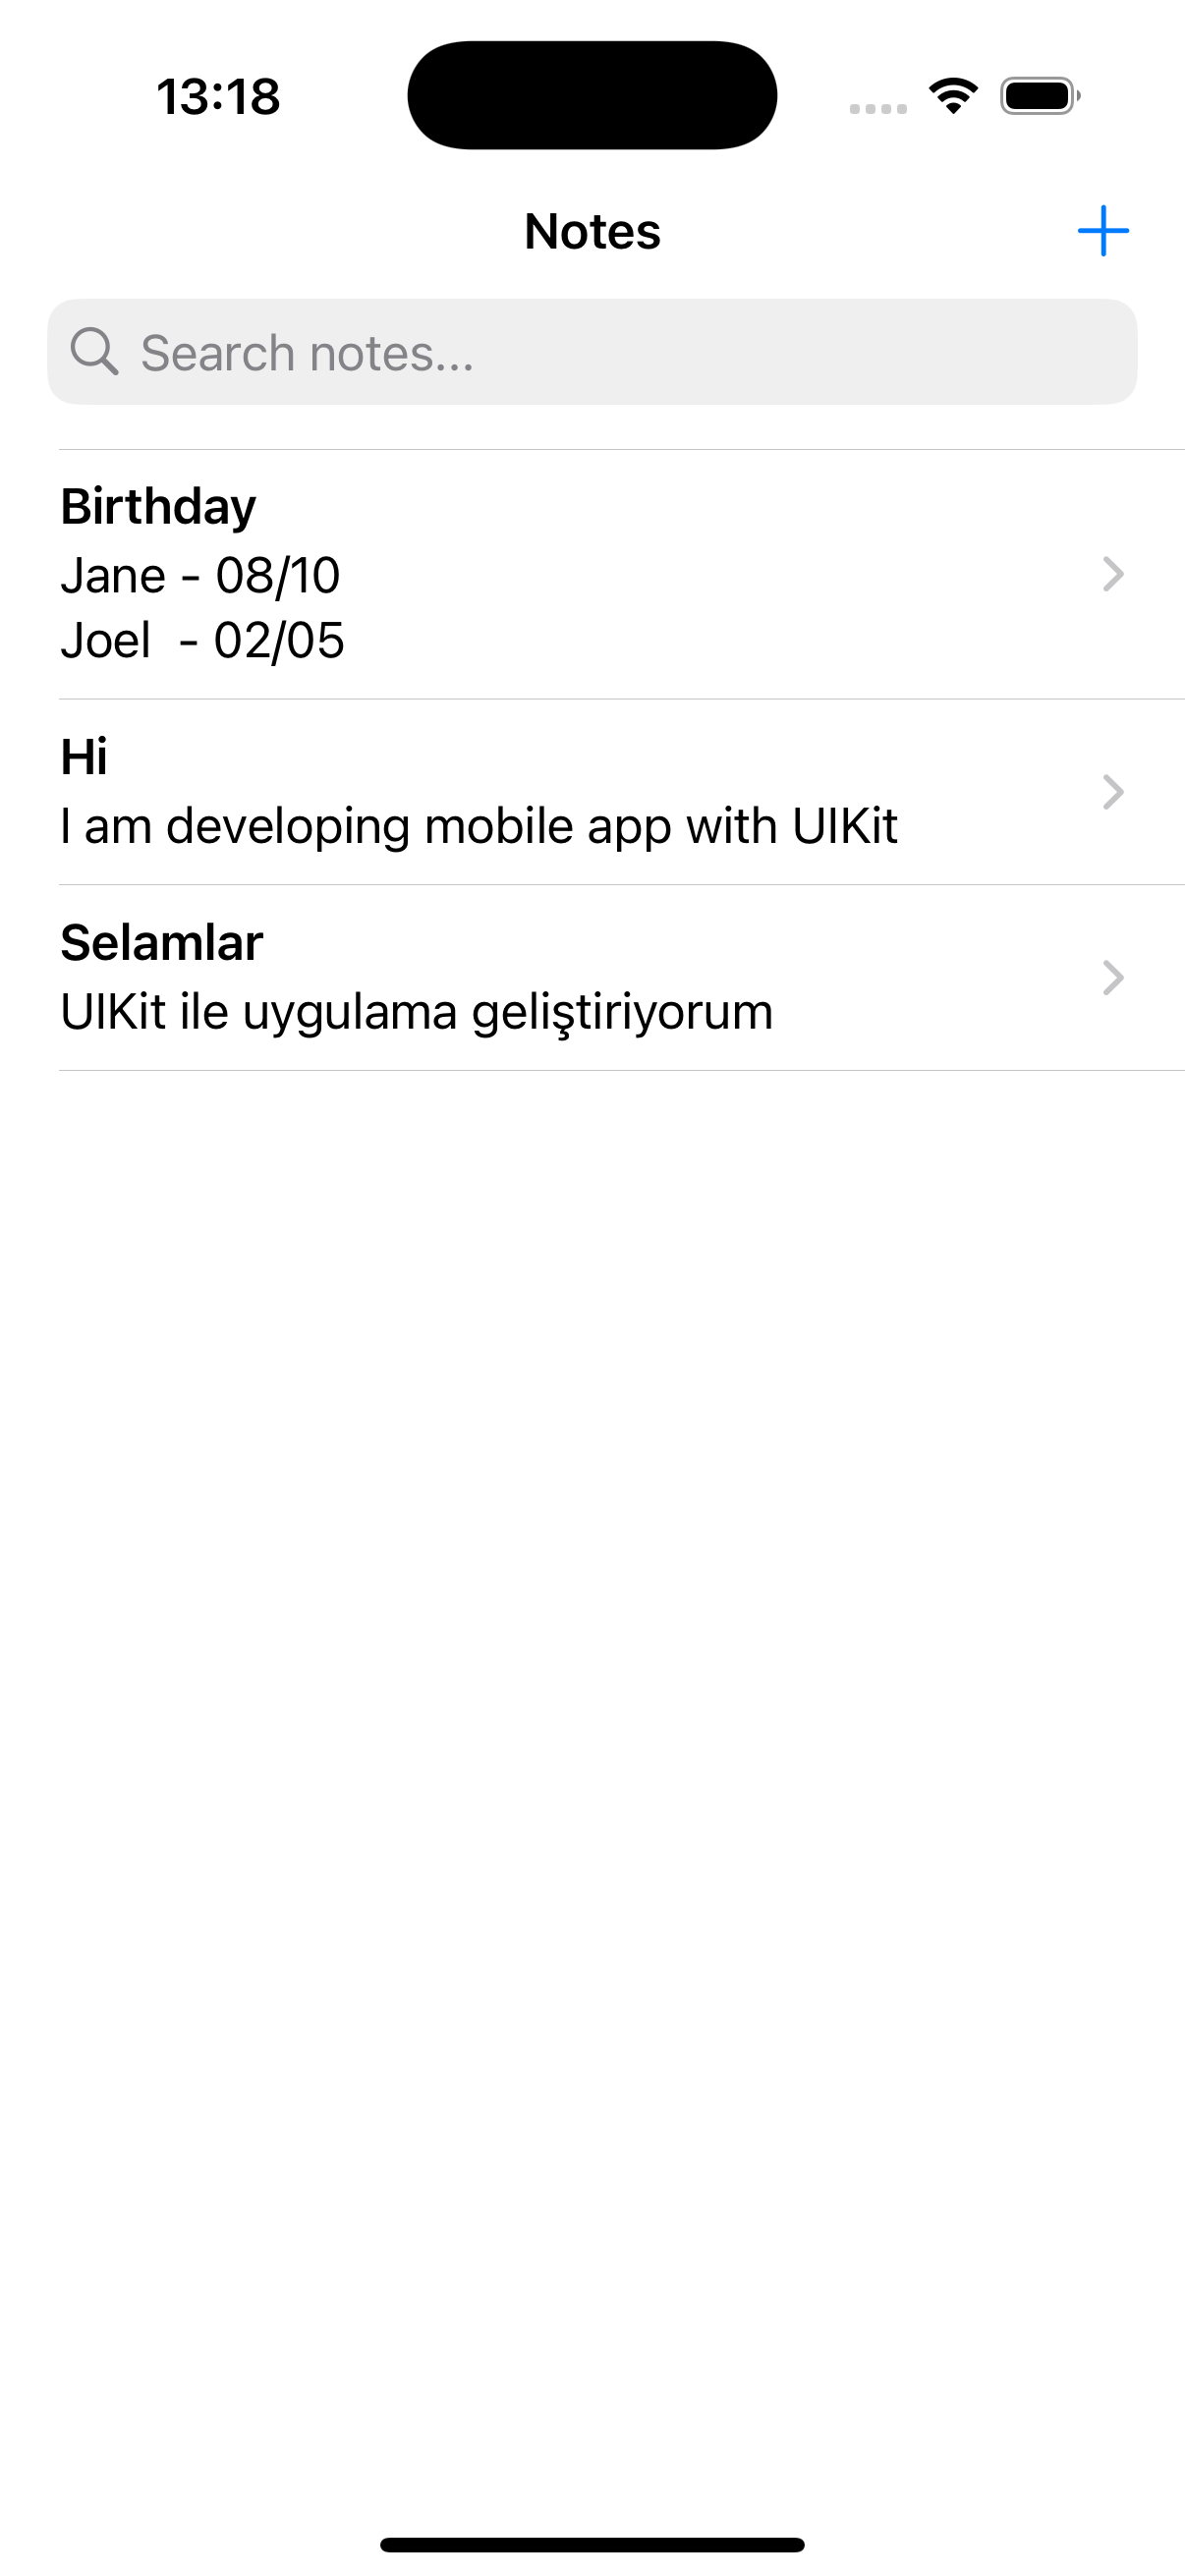 13:18
Notes
Search notes...
Birthday
Jane - 08/10
Joel  - 02/05
Hi
I am developing mobile app with UIKit
Selamlar
UIKit ile uygulama geliştiriyorum